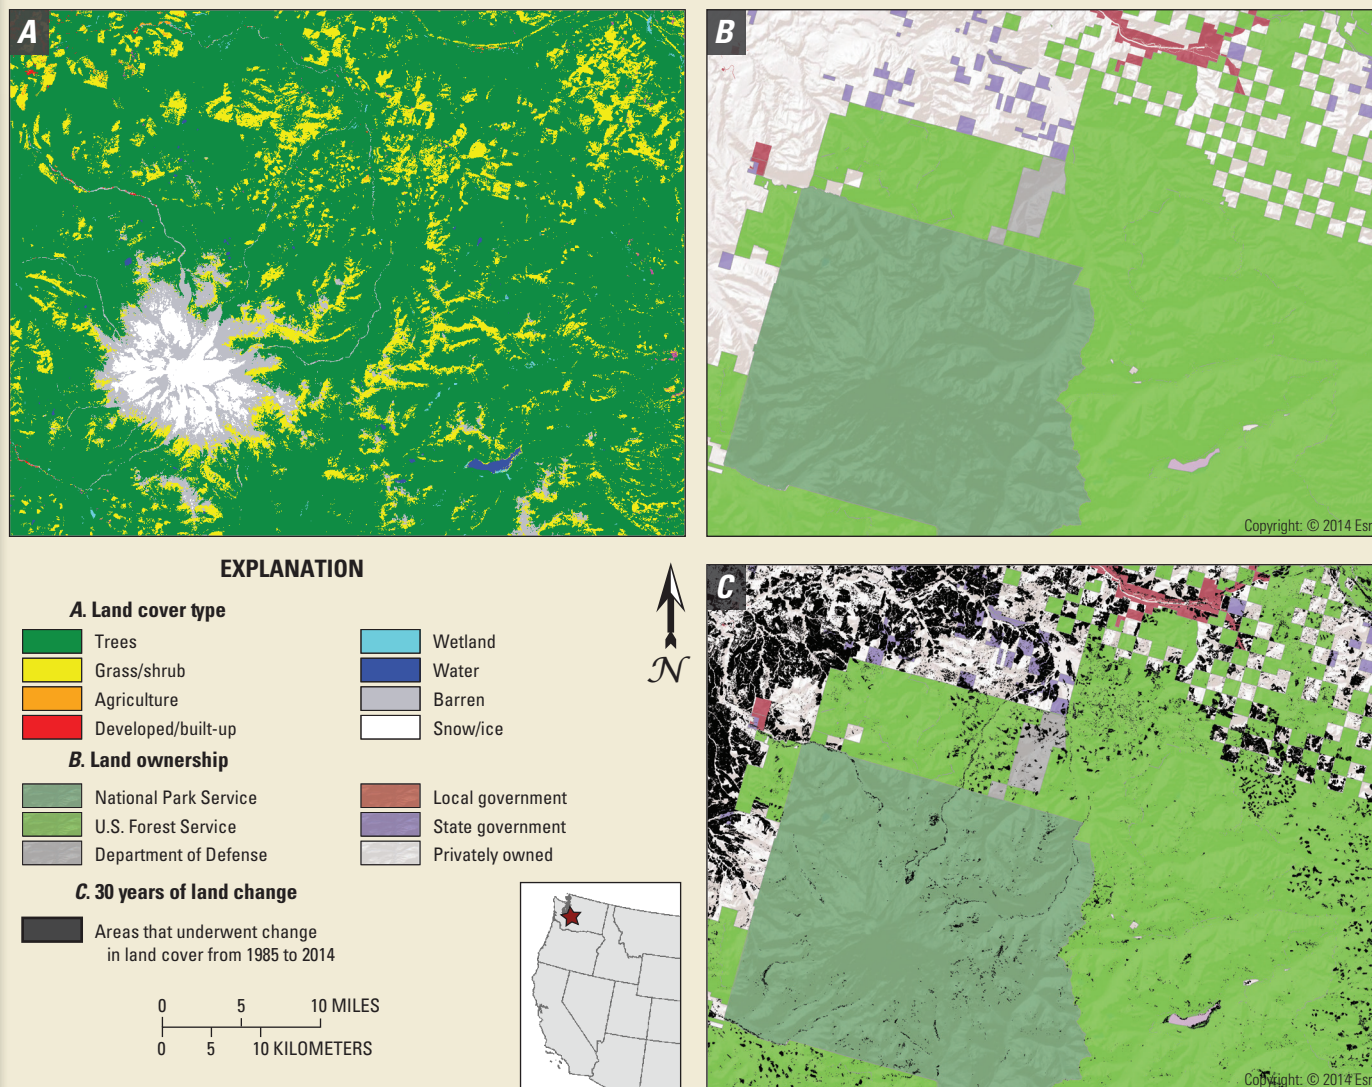 A
B
Copyright: © 2014 Esr
EXPLANATION
A. Land cover type
Trees
Grass/shrub
Agriculture
Developed/built-up
Wetland
Water
Barren
Snow/ice
B. Land ownership
National Park Service
U.S. Forest Service
Department of Defense
Local government
State government
Privately owned
C. 30 years of land change
Areas that underwent change
in land cover from 1985 to 2014
0 5 10 MILES
0 5 10 KILOMETERS
N
C
Copyright: © 2014 Esr